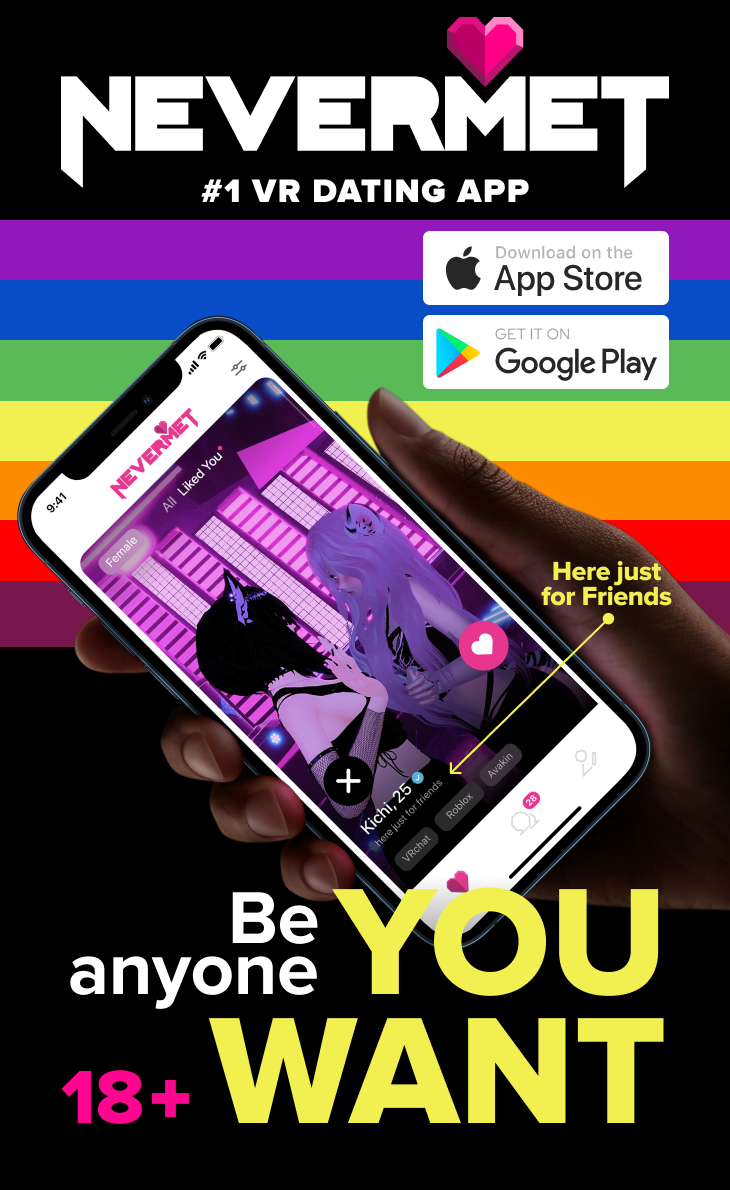 NEVERMET
#1 VR DATING APP
Download on the
App Store
GET IT ON
Google Play
9:41
NEVERMET
All Liked You
Female
Here just
for Friends
Kichi, 25
here just for friends
VRchat
Roblox
Avakin
28
Be
anyone
YOU
WANT
18+